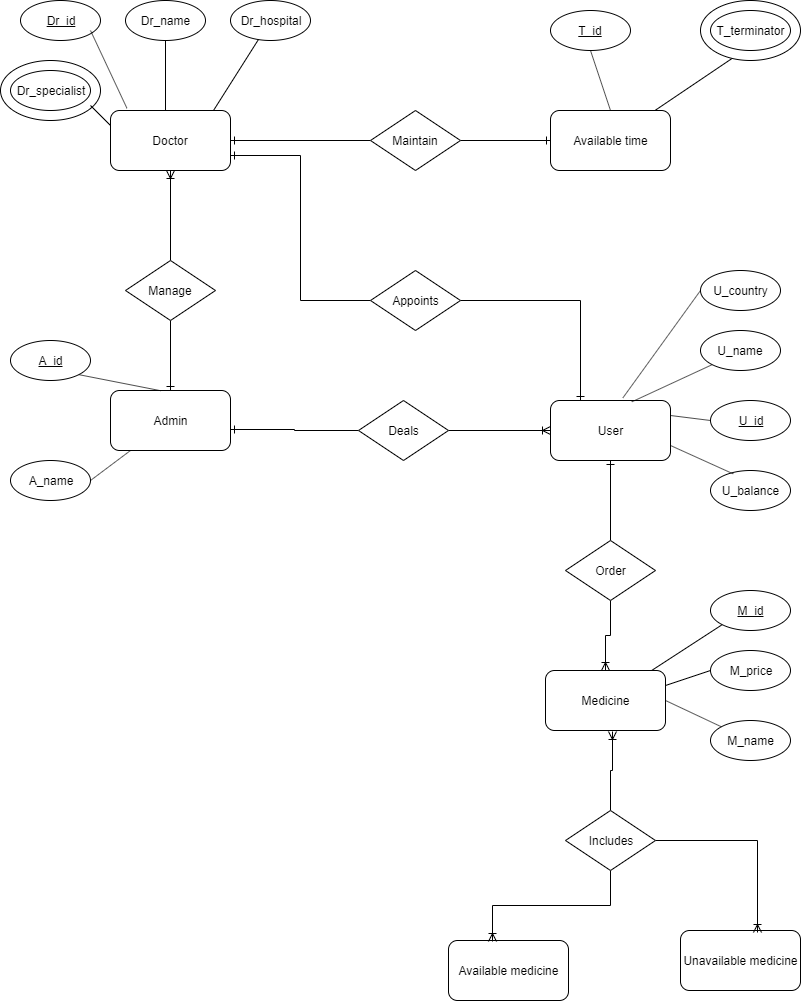 Dr_id
Dr_name
Dr_hospital
T_id
T_terminator
Dr_specialist
Doctor
Maintain
Available time
Manage
Appoints
U_country
U_name
A_id
Admin
Deals
User
U_id
A_name
U_balance
Order
M_id
M_price
Medicine
M_name
Includes
Available medicine
Unavailable medicine